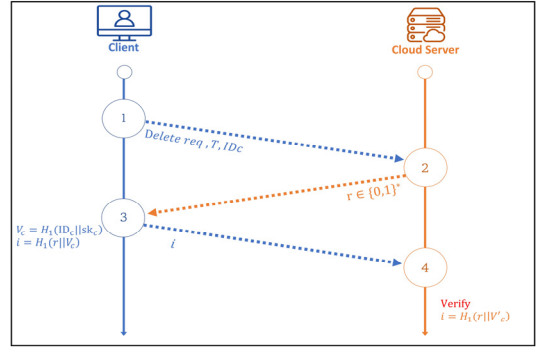 Client
Cloud Server
1
Delete req ,T, IDc
2
r ∈ {0,1}*
3
V_c = H_1(ID_c||sk_c)
i = H_1(r||V_c)
i
4
Verify
i = H_1(r||V'_c)